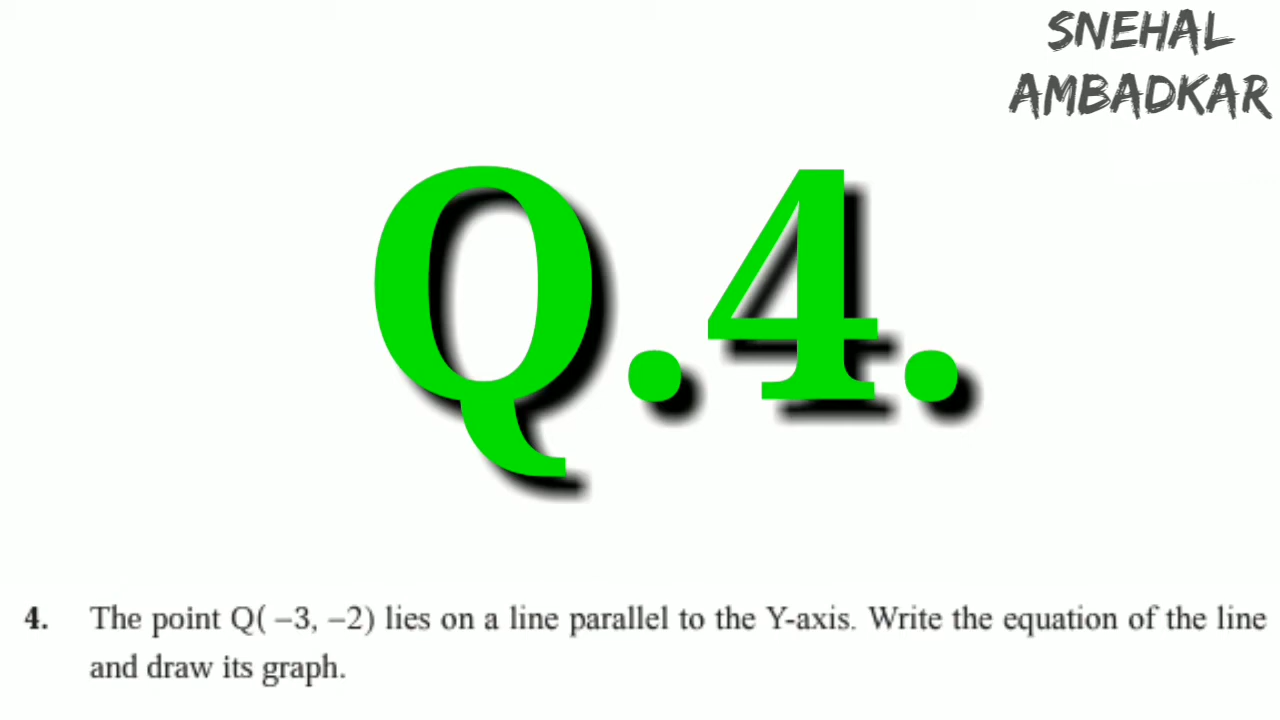 SNEHAL
AMBADKAR
Q.4.
4. The point Q( –3, –2) lies on a line parallel to the Y-axis. Write the equation of the line
and draw its graph.